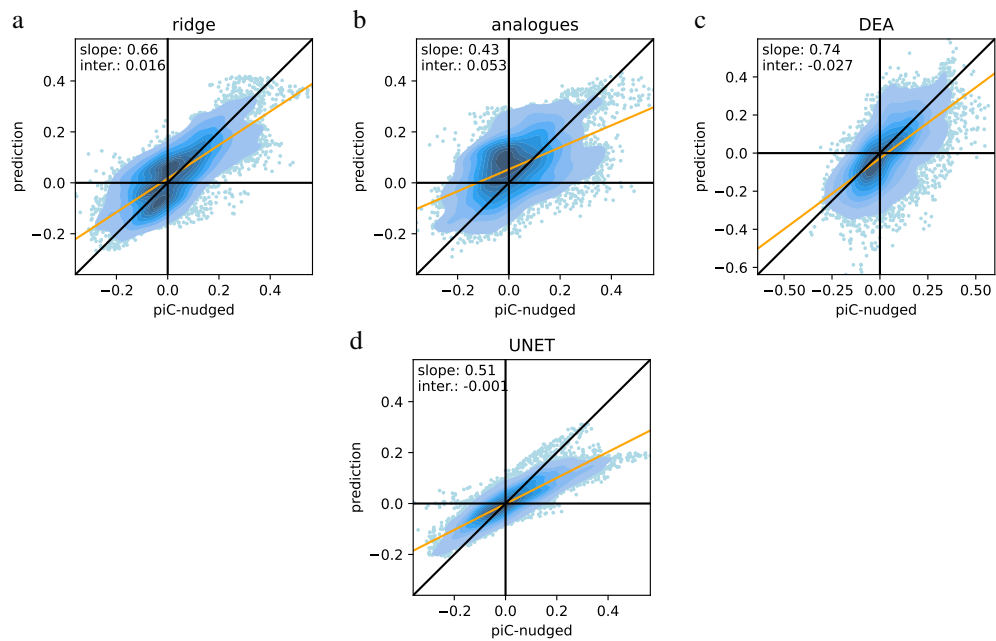 a
ridge
slope: 0.66
inter.: 0.016
0.4
0.2
0.0
−0.2
prediction
−0.2
0.0
0.2
0.4
piC-nudged
b
analogues
slope: 0.43
inter.: 0.053
0.4
0.2
0.0
−0.2
prediction
−0.2
0.0
0.2
0.4
piC-nudged
c
DEA
slope: 0.74
inter.: -0.027
0.6
0.4
0.2
0.0
−0.2
−0.4
−0.6
prediction
−0.50
−0.25
0.00
0.25
0.50
piC-nudged
d
UNET
slope: 0.51
inter.: -0.001
0.4
0.2
0.0
−0.2
prediction
−0.2
0.0
0.2
0.4
piC-nudged